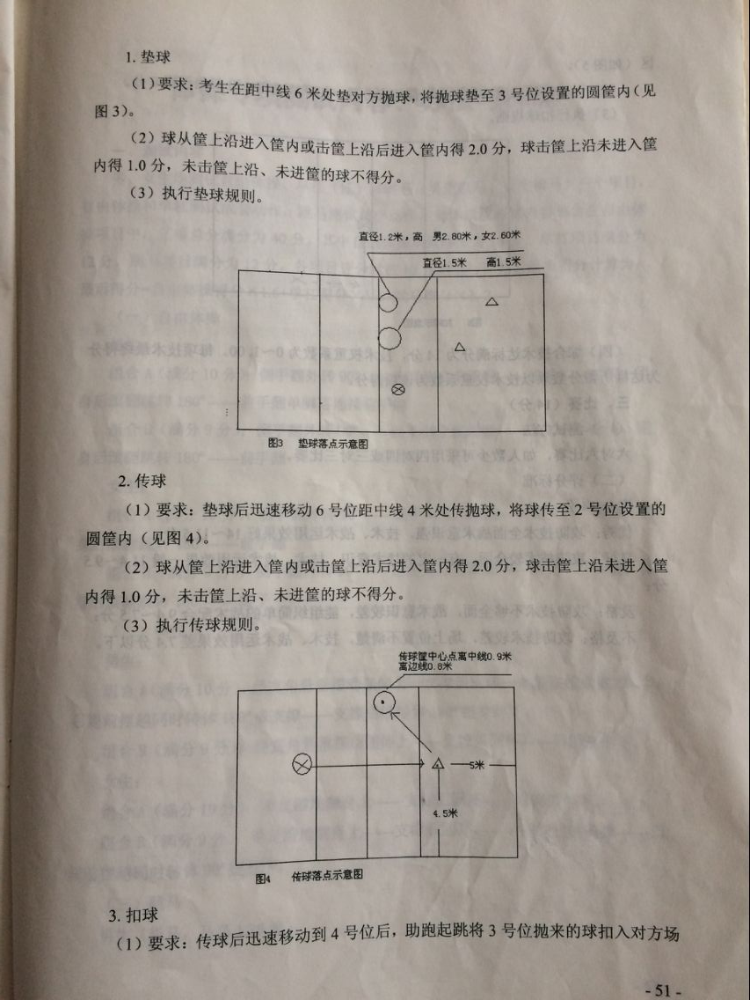 1. 垫球
（1）要求：考生在距中线 6 米处垫对方抛球，将抛球垫至 3 号位设置的圆筐内（见
图 3）。
（2）球从筐上沿进入筐内或击筐上沿后进入筐内得 2.0 分，球击筐上沿未进入筐
内得 1.0 分，未击筐上沿、未进筐的球不得分。
（3）执行垫球规则。
直径1.2米，高 男2.80米，女2.60米
直径1.5米 高1.5米
图3 垫球落点示意图
2. 传球
（1）要求：垫球后迅速移动 6 号位距中线 4 米处传抛球，将球传至 2 号位设置的
圆筐内（见图 4）。
（2）球从筐上沿进入筐内或击筐上沿后进入筐内得 2.0 分，球击筐上沿未进入筐
内得 1.0 分，未击筐上沿、未进筐的球不得分。
（3）执行传球规则。
传球筐中心点离中线0.9米
离边线0.8米
5米
4.5米
图4 传球落点示意图
3. 扣球
（1）要求：传球后迅速移动到 4 号位后，助跑起跳将 3 号位抛来的球扣入对方场
- 51 -